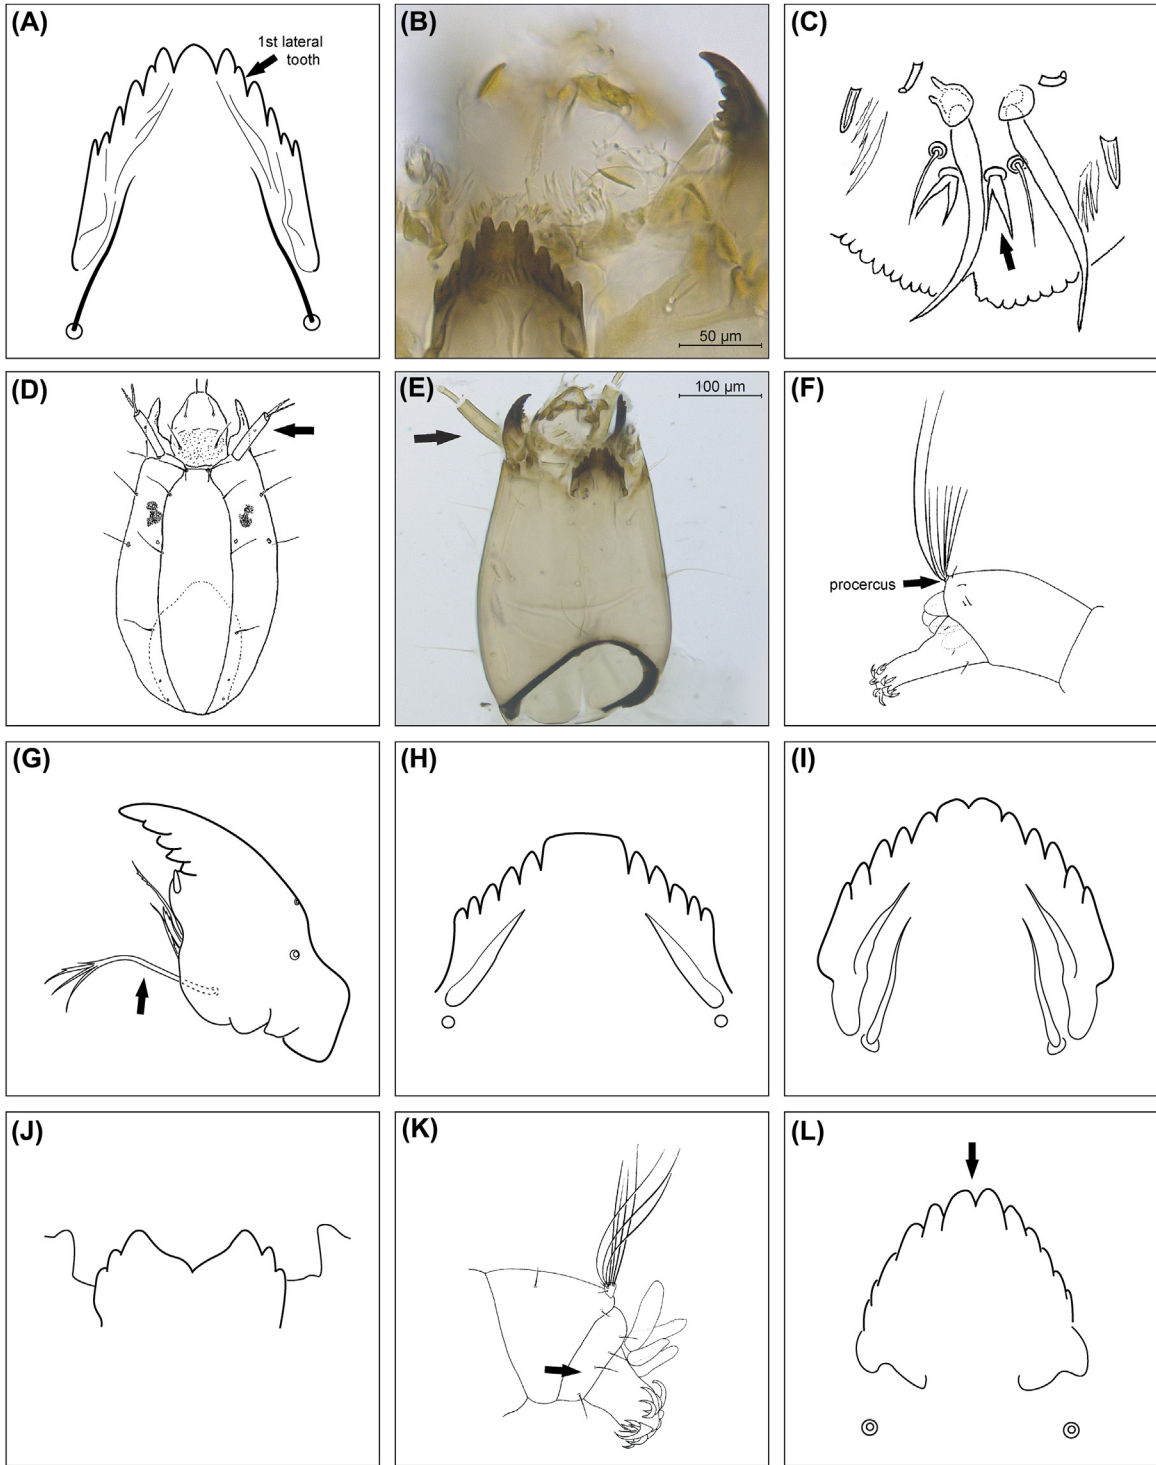 (A)
1st lateral
tooth
(B)
50 µm
(C)
(D)
(E)
100 µm
(F)
procercus
(G)
(H)
(I)
(J)
(K)
(L)